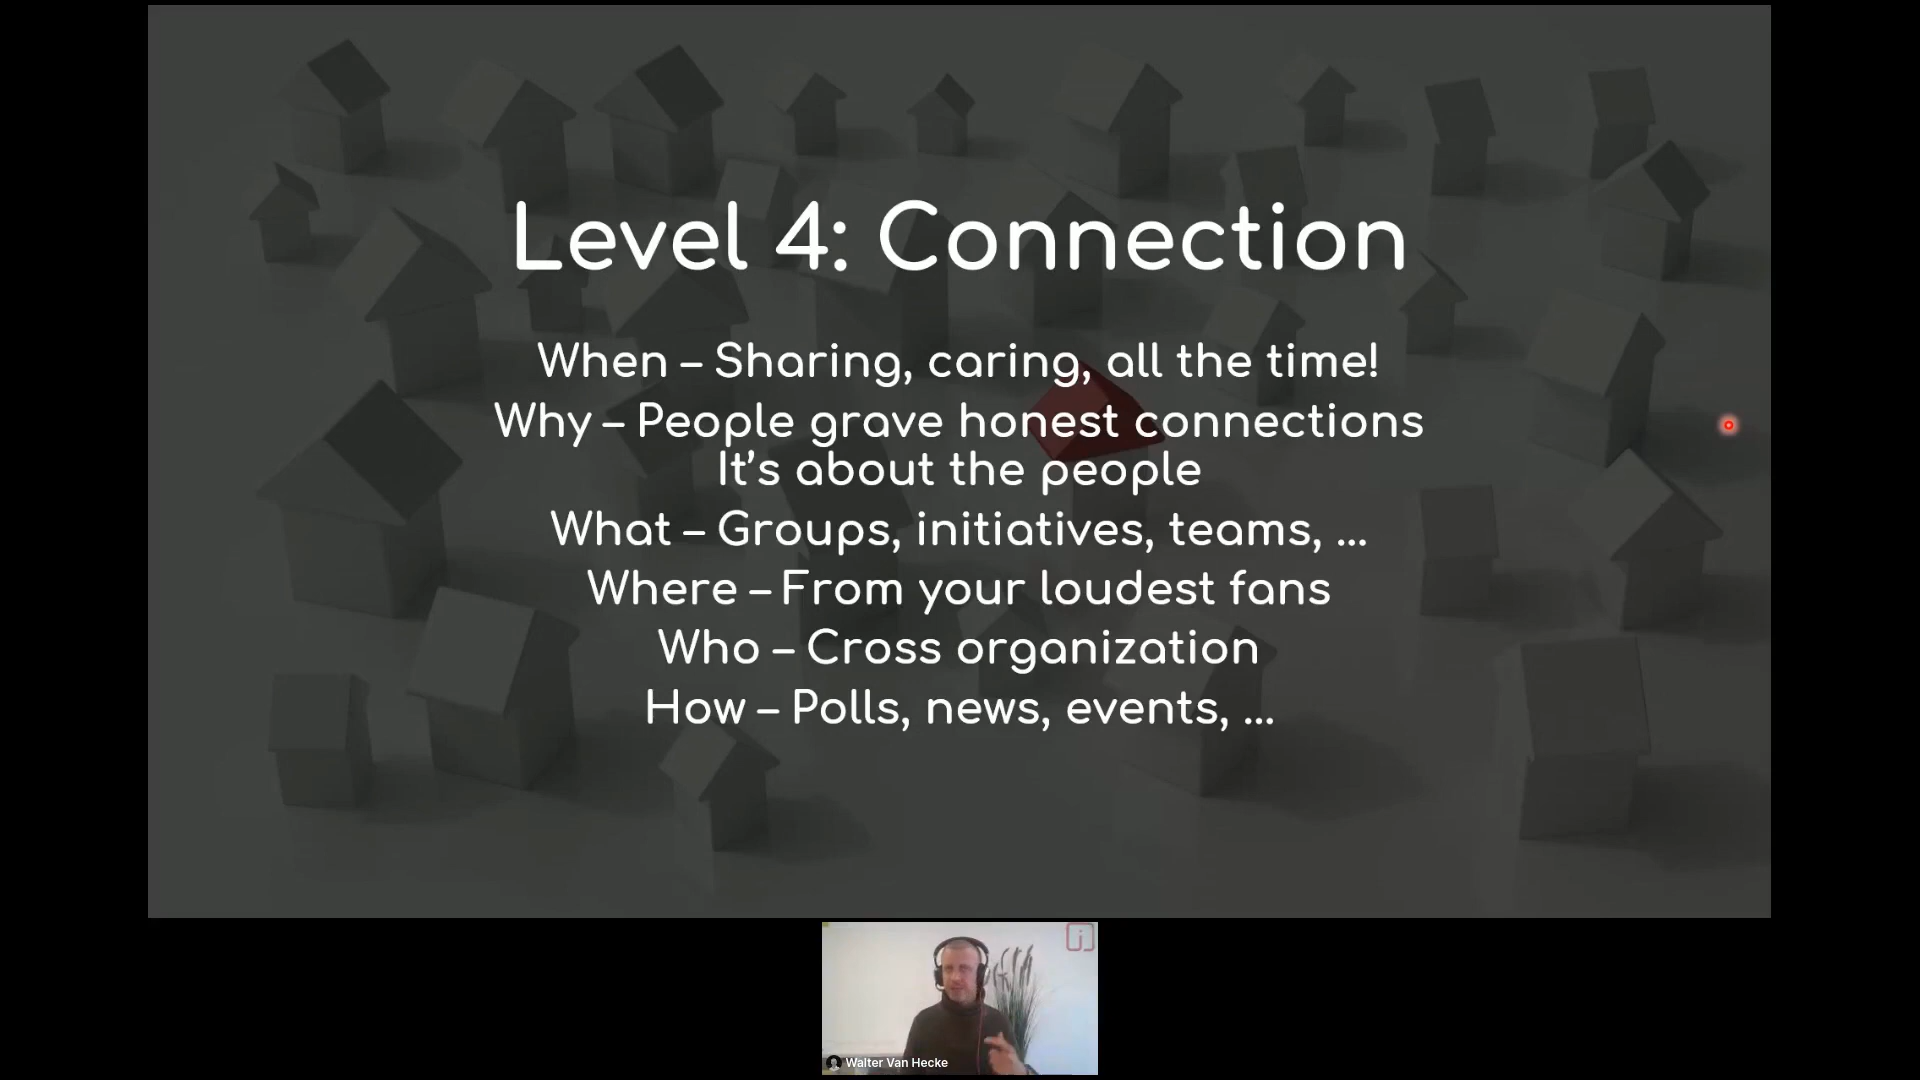 Level 4: Connection
When – Sharing, caring, all the time!
Why – People grave honest connections
It's about the people
What – Groups, initiatives, teams, ...
Where – From your loudest fans
Who – Cross organization
How – Polls, news, events, ...
j
Walter Van Hecke